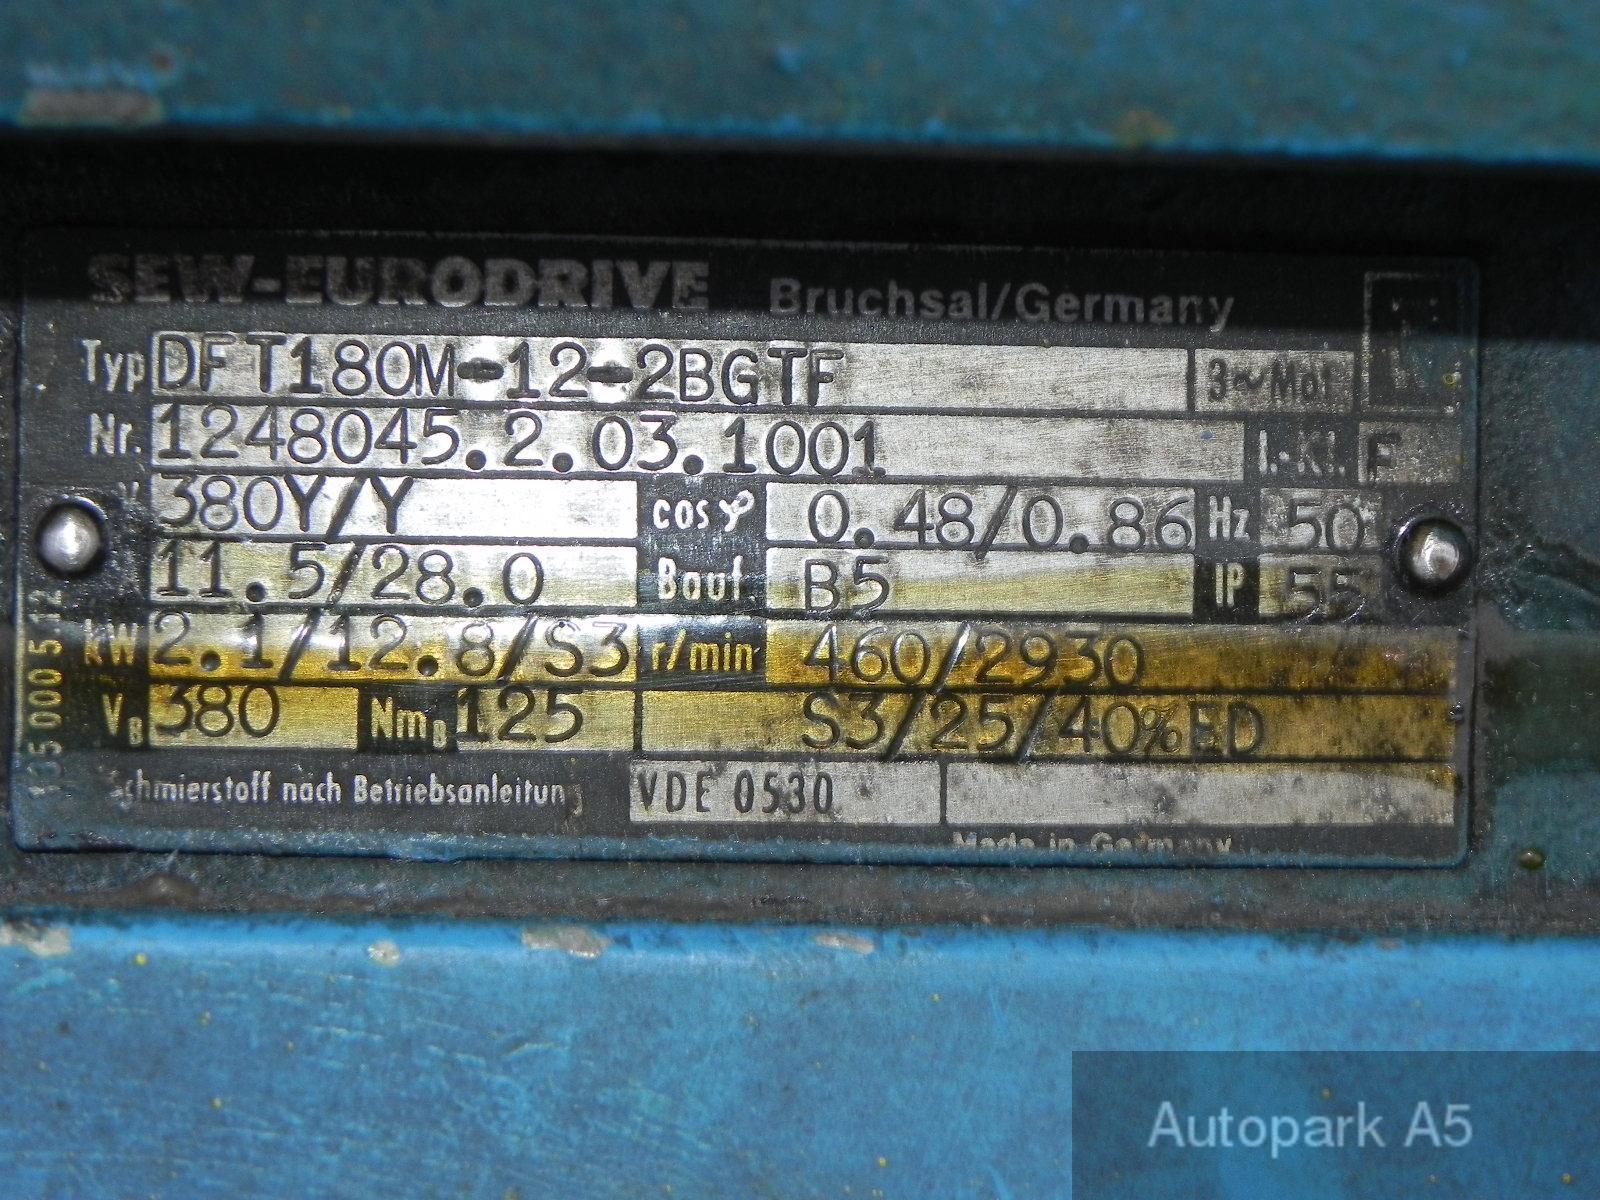 SEW-EURODRIVE Bruchsal/Germany
Typ DFT180M-12-2BGTF 3~Mot
Nr. 1248045.2.03.1001 I.-Kl. F
V 380Y/Y cos φ 0.48/0.86 Hz 50
11.5/28.0 Bauf. B5 IP 55
kW 2.1/12.8/S3 r/min 460/2930
VB 380 NmB 125 S3/25/40%ED
Schmierstoff nach Betriebsanleitung VDE 0530
Made in Germany
Autopark A5